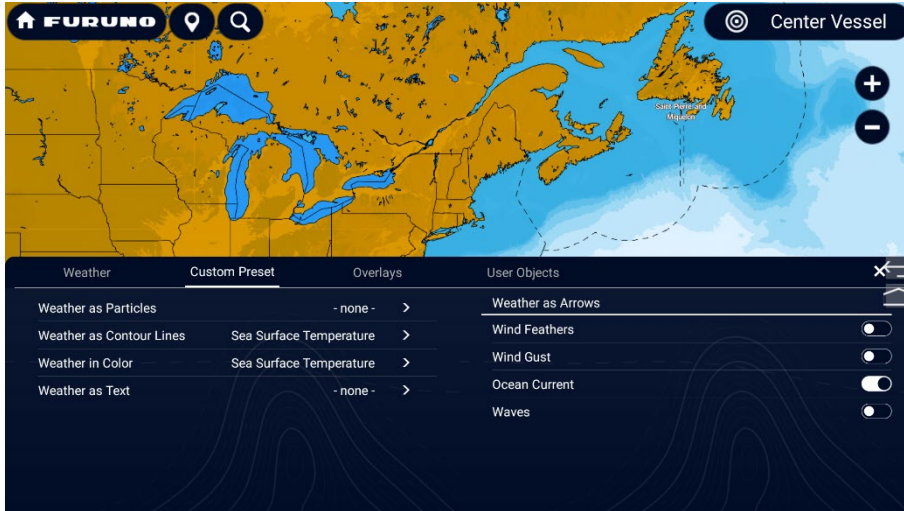 FURUNO
Center Vessel
Saint Pierre and
Miquelon
Weather Custom Preset Overlays User Objects
Weather as Particles - none -
Weather as Contour Lines Sea Surface Temperature
Weather in Color Sea Surface Temperature
Weather as Text - none -
Weather as Arrows
Wind Feathers
Wind Gust
Ocean Current
Waves